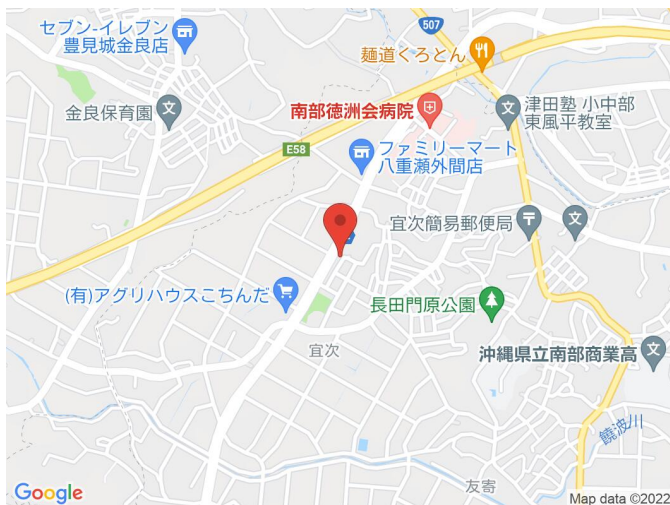 セブン-イレブン
豊見城金良店
507
麺道くろとん
金良保育園
文
南部徳洲会病院
文
津田塾 小中部
東風平教室
E58
ファミリーマート
八重瀬外間店
宜次簡易郵便局
文
(有)アグリハウスこちんだ
長田門原公園
宜次
沖縄県立南部商業高
文
饒波川
友寄
Google
Map data ©2022